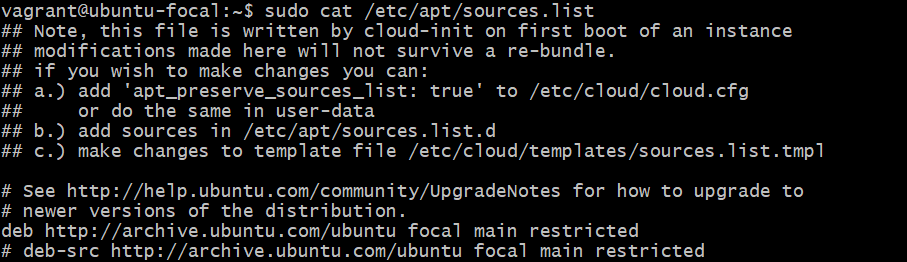 vagrant@ubuntu-focal:~$ sudo cat /etc/apt/sources.list
## Note, this file is written by cloud-init on first boot of an instance
## modifications made here will not survive a re-bundle.
## if you wish to make changes you can:
## a.) add 'apt_preserve_sources_list: true' to /etc/cloud/cloud.cfg
##     or do the same in user-data
## b.) add sources in /etc/apt/sources.list.d
## c.) make changes to template file /etc/cloud/templates/sources.list.tmpl

# See http://help.ubuntu.com/community/UpgradeNotes for how to upgrade to
# newer versions of the distribution.
deb http://archive.ubuntu.com/ubuntu focal main restricted
# deb-src http://archive.ubuntu.com/ubuntu focal main restricted